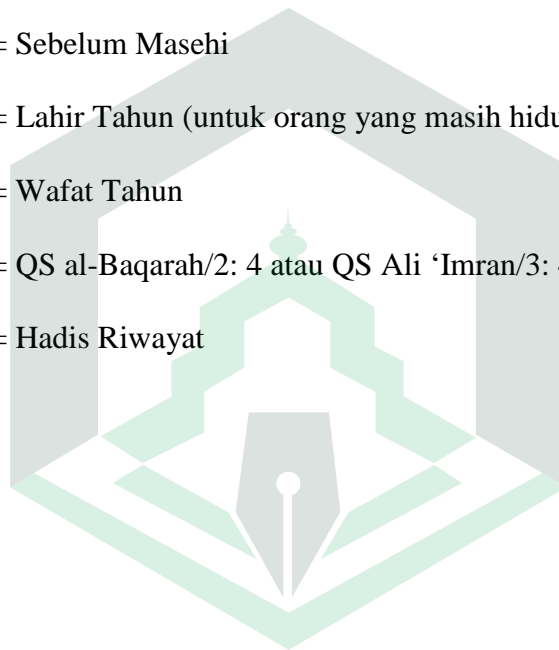 = Sebelum Masehi
= Lahir Tahun (untuk orang yang masih
= Wafat Tahun
= QS al-Baqarah/2: 4 atau QS Ali ‘Imran/3:
= Hadis Riwayat